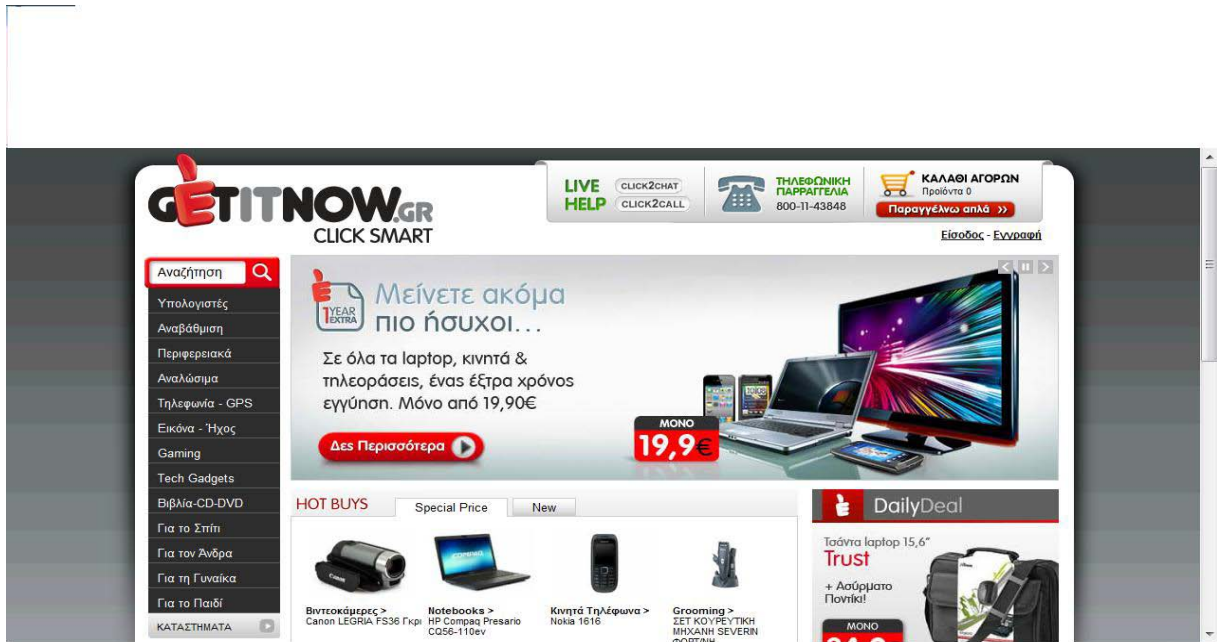 GETITNOW.GR
CLICK SMART
LIVE HELP
CLICK2CHAT
CLICK2CALL
ΤΗΛΕΦΩΝΙΚΗ
ΠΑΡΡΑΓΓΕΛΙΑ
800-11-43848
ΚΑΛΑΘΙ ΑΓΟΡΩΝ
Προϊόντα 0
Παραγγέλνω απλά »
Είσοδος - Εγγραφή
Αναζήτηση
Υπολογιστές
Αναβάθμιση
Περιφερειακά
Αναλώσιμα
Τηλεφωνία - GPS
Εικόνα - Ήχος
Gaming
Tech Gadgets
Βιβλία-CD-DVD
Για το Σπίτι
Για τον Άνδρα
Για τη Γυναίκα
Για το Παιδί
ΚΑΤΑΣΤΗΜΑΤΑ
1 YEAR
EXTRA
Μείνετε ακόμα
πιο ήσυχοι...
Σε όλα τα laptop, κινητά &
τηλεοράσεις, ένας έξτρα χρόνος
εγγύηση. Μόνο από 19,90€
Δες Περισσότερα
ΜΟΝΟ
19,9€
HOT BUYS
Special Price
New
Βιντεοκάμερες >
Canon LEGRIA FS36 Γκρι
Notebooks >
HP Compaq Presario
CQ56-110ev
Κινητά Τηλέφωνα >
Nokia 1616
Grooming >
ΣΕΤ ΚΟΥΡΕΥΤΙΚΗ
ΜΗΧΑΝΗ SEVERIN
DailyDeal
Τσάντα laptop 15,6"
Trust
+ Ασύρματο
Ποντίκι!
ΜΟΝΟ